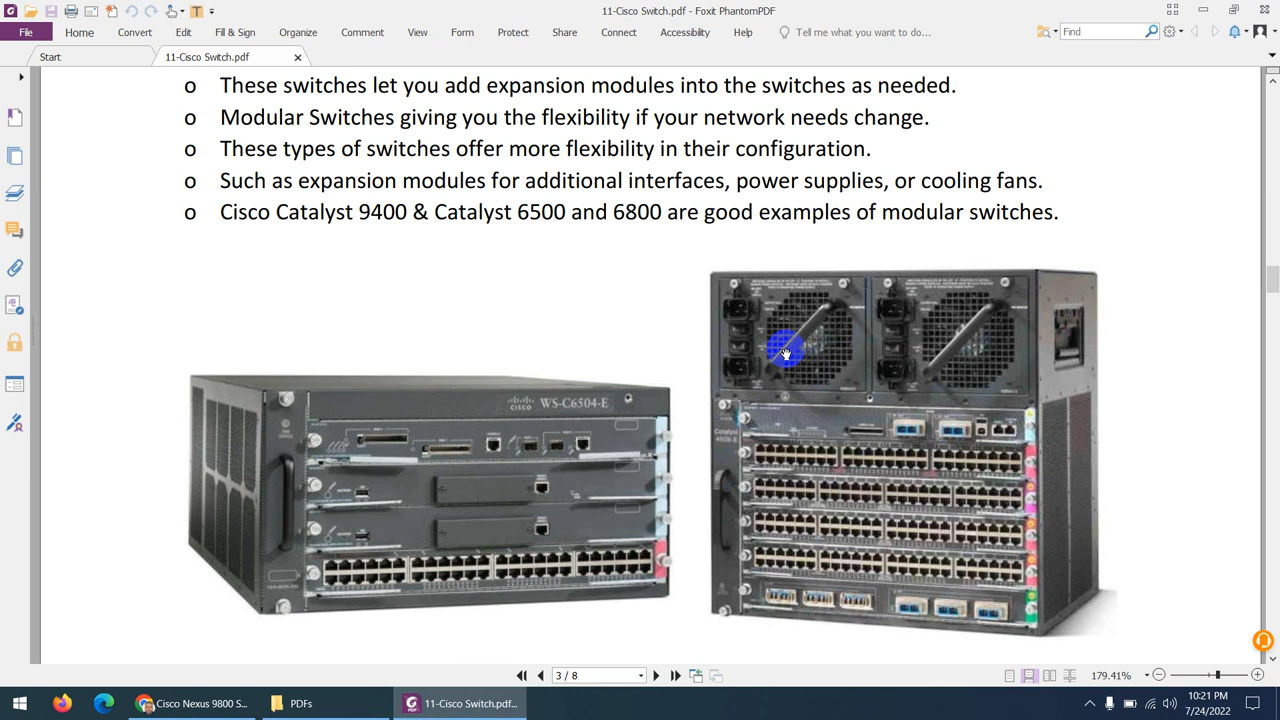 11-Cisco Switch.pdf - Foxit PhantomPDF
File Home Convert Edit Fill & Sign Organize Comment View Form Protect Share Connect Accessibility Help Tell me what you want to do... Find
Start 11-Cisco Switch.pdf
o These switches let you add expansion modules into the switches as needed.
o Modular Switches giving you the flexibility if your network needs change.
o These types of switches offer more flexibility in their configuration.
o Such as expansion modules for additional interfaces, power supplies, or cooling fans.
o Cisco Catalyst 9400 & Catalyst 6500 and 6800 are good examples of modular switches.
CISCO WS-C6504-E
Catalyst
3 / 8 179.41%
Cisco Nexus 9800 S... PDFs 11-Cisco Switch.pdf... 10:21 PM
7/24/2022